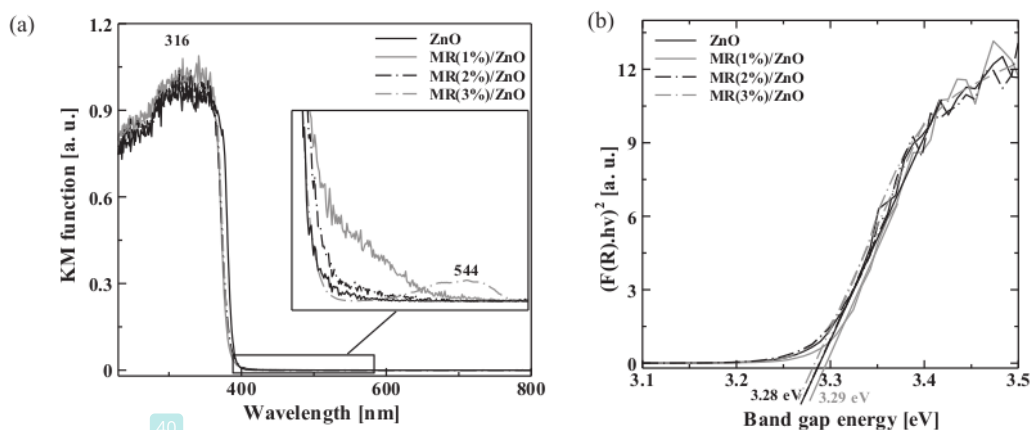 (a)
1.2
0.9
0.6
0.3
0
KM function [a. u.]
316
ZnO
MR(1%)/ZnO
MR(2%)/ZnO
MR(3%)/ZnO
544
400
600
800
Wavelength [nm]
40
(b)
12
9
6
3
0
(F(R).hν)² [a. u.]
ZnO
MR(1%)/ZnO
MR(2%)/ZnO
MR(3%)/ZnO
3.1
3.2
3.3
3.4
3.5
3.28 eV
3.29 eV
Band gap energy [eV]